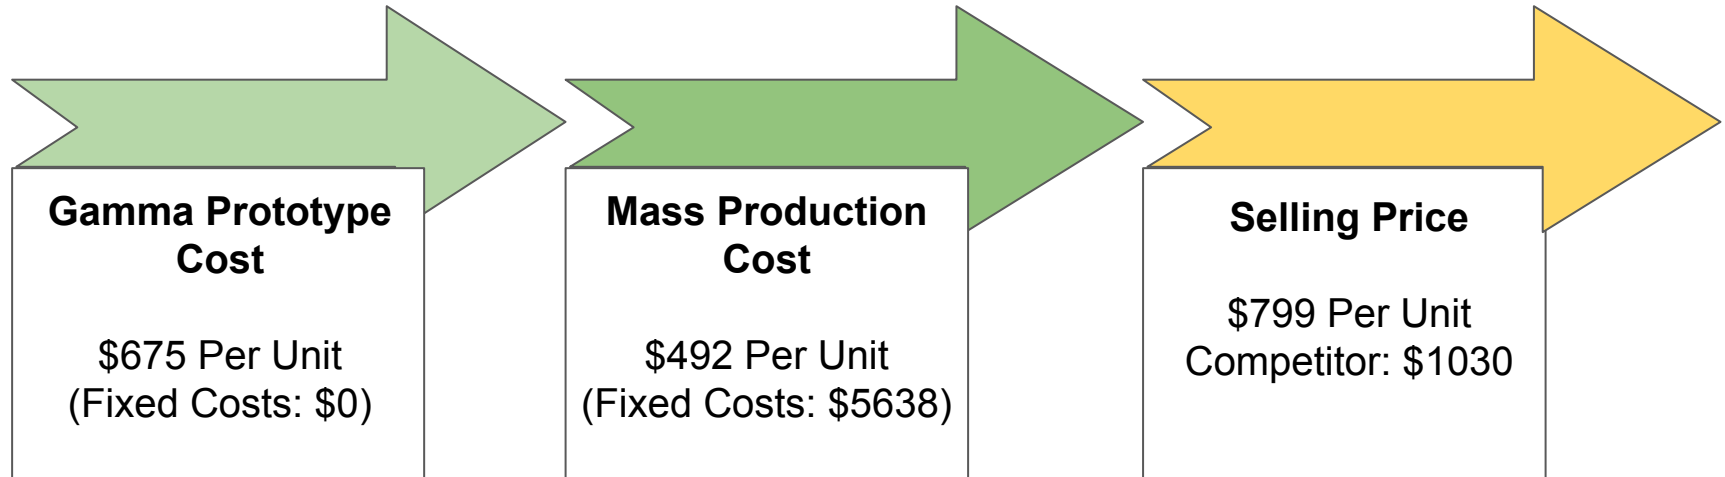 Gamma Prototype
Cost
$675 Per Unit
(Fixed Costs: $0)
Mass Production
Cost
$492 Per Unit
(Fixed Costs: $5638)
Selling Price
$799 Per Unit
Competitor: $1030